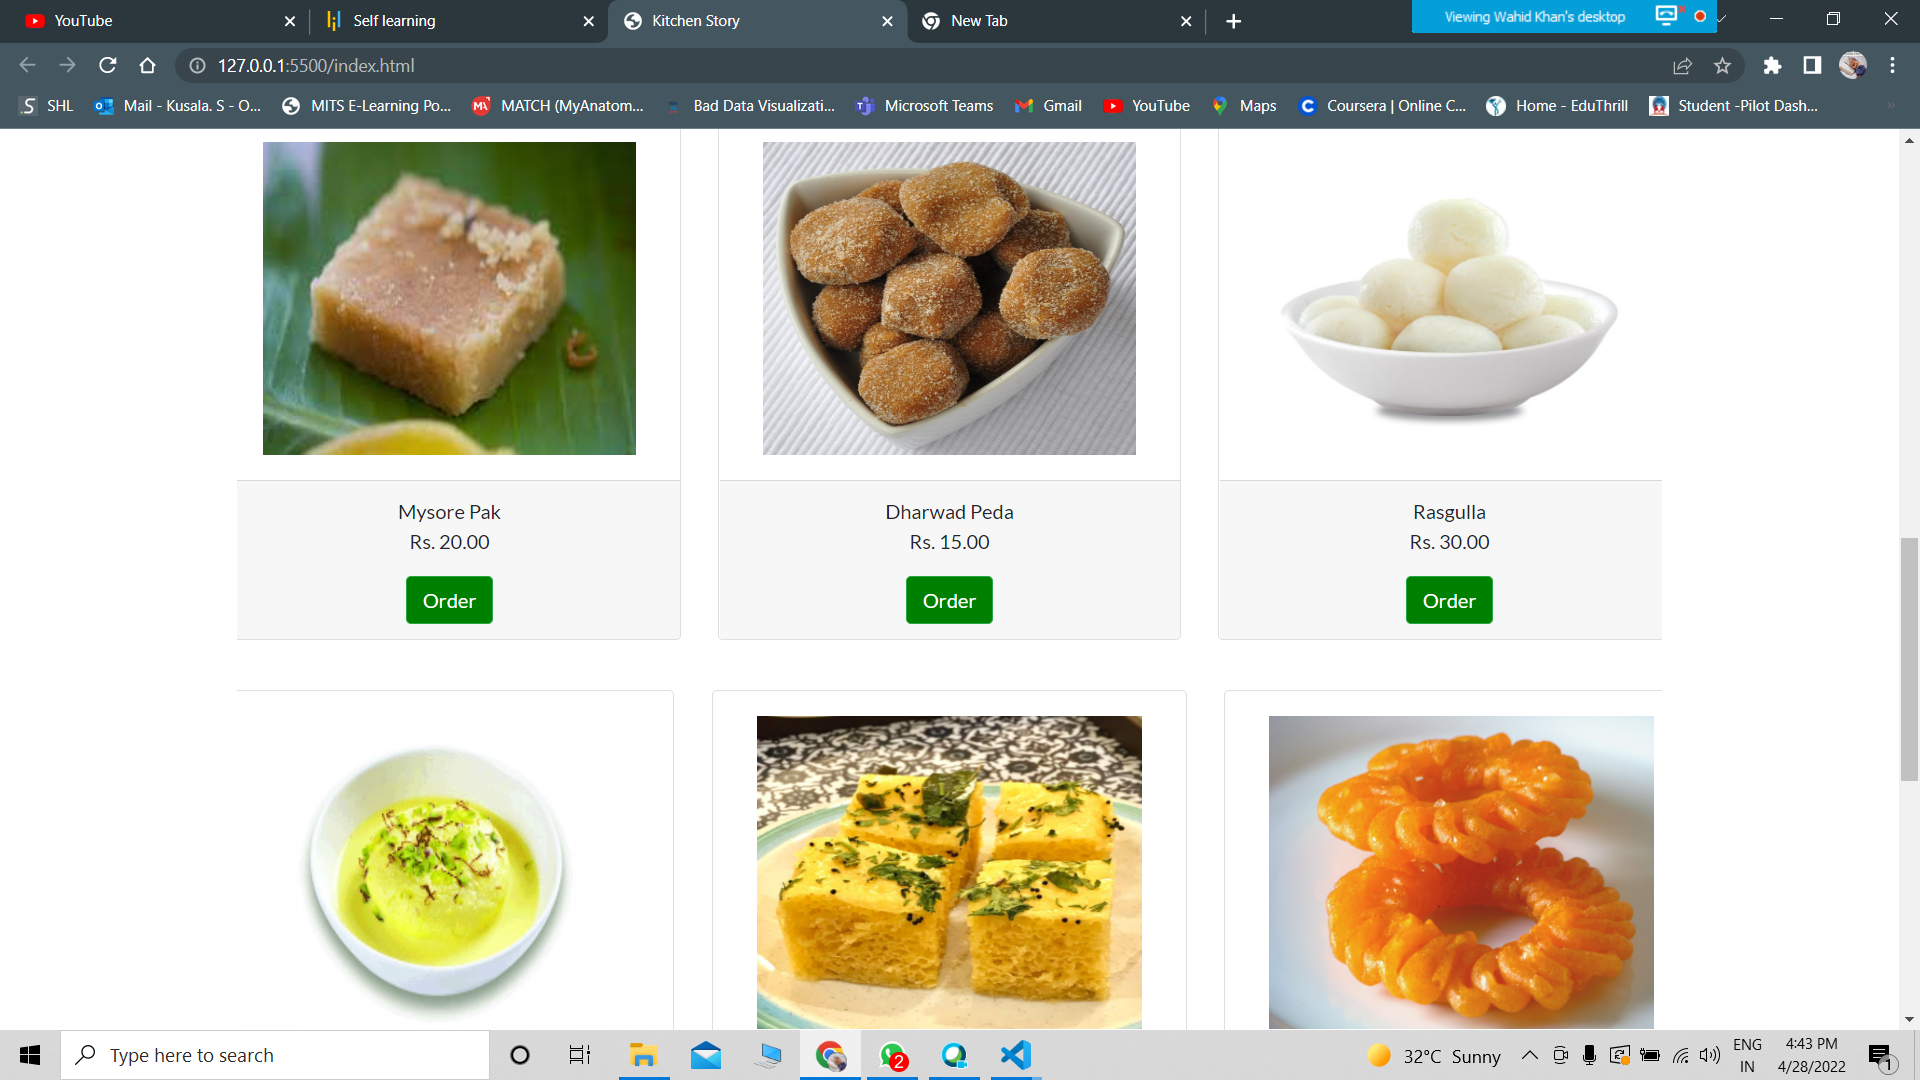 YouTube
Self learning
Kitchen Story
New Tab
Viewing Wahid Khan's desktop
127.0.0.1:5500/index.html
SHL
Mail - Kusala. S - O...
MITS E-Learning Po...
MATCH (MyAnatom...
Bad Data Visualizati...
Microsoft Teams
Gmail
YouTube
Maps
Coursera | Online C...
Home - EduThrill
Student -Pilot Dash...
Mysore Pak
Rs. 20.00
Order
Dharwad Peda
Rs. 15.00
Order
Rasgulla
Rs. 30.00
Order
Type here to search
2
32°C Sunny
ENG
IN
4:43 PM
4/28/2022
1